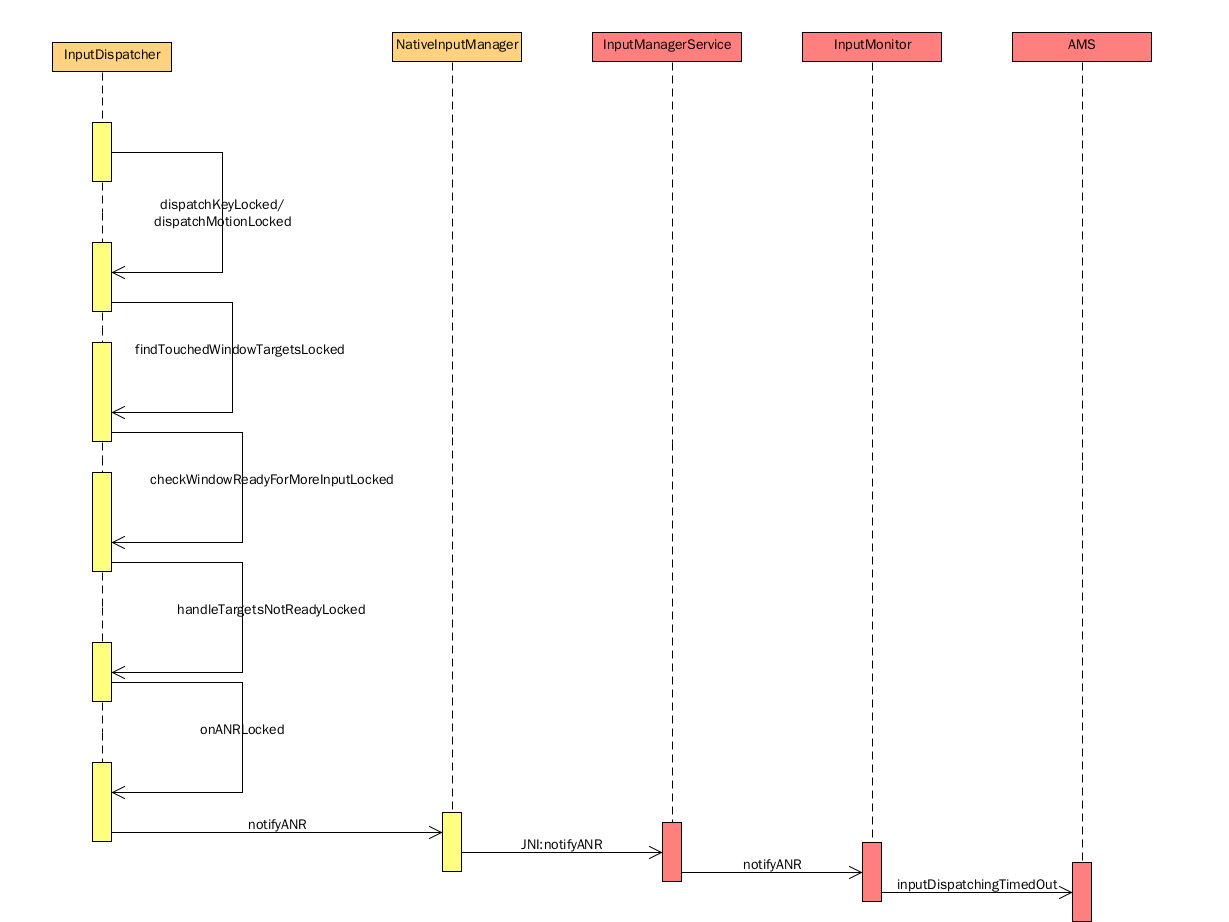 InputDispatcher
NativeInputManager
InputManagerService
InputMonitor
AMS
dispatchKeyLocked/
dispatchMotionLocked
findTouchedWindowTargetsLocked
checkWindowReadyForMoreInputLocked
handleTargetsNotReadyLocked
onANRLocked
notifyANR
JNI:notifyANR
notifyANR
inputDispatchingTimedOut